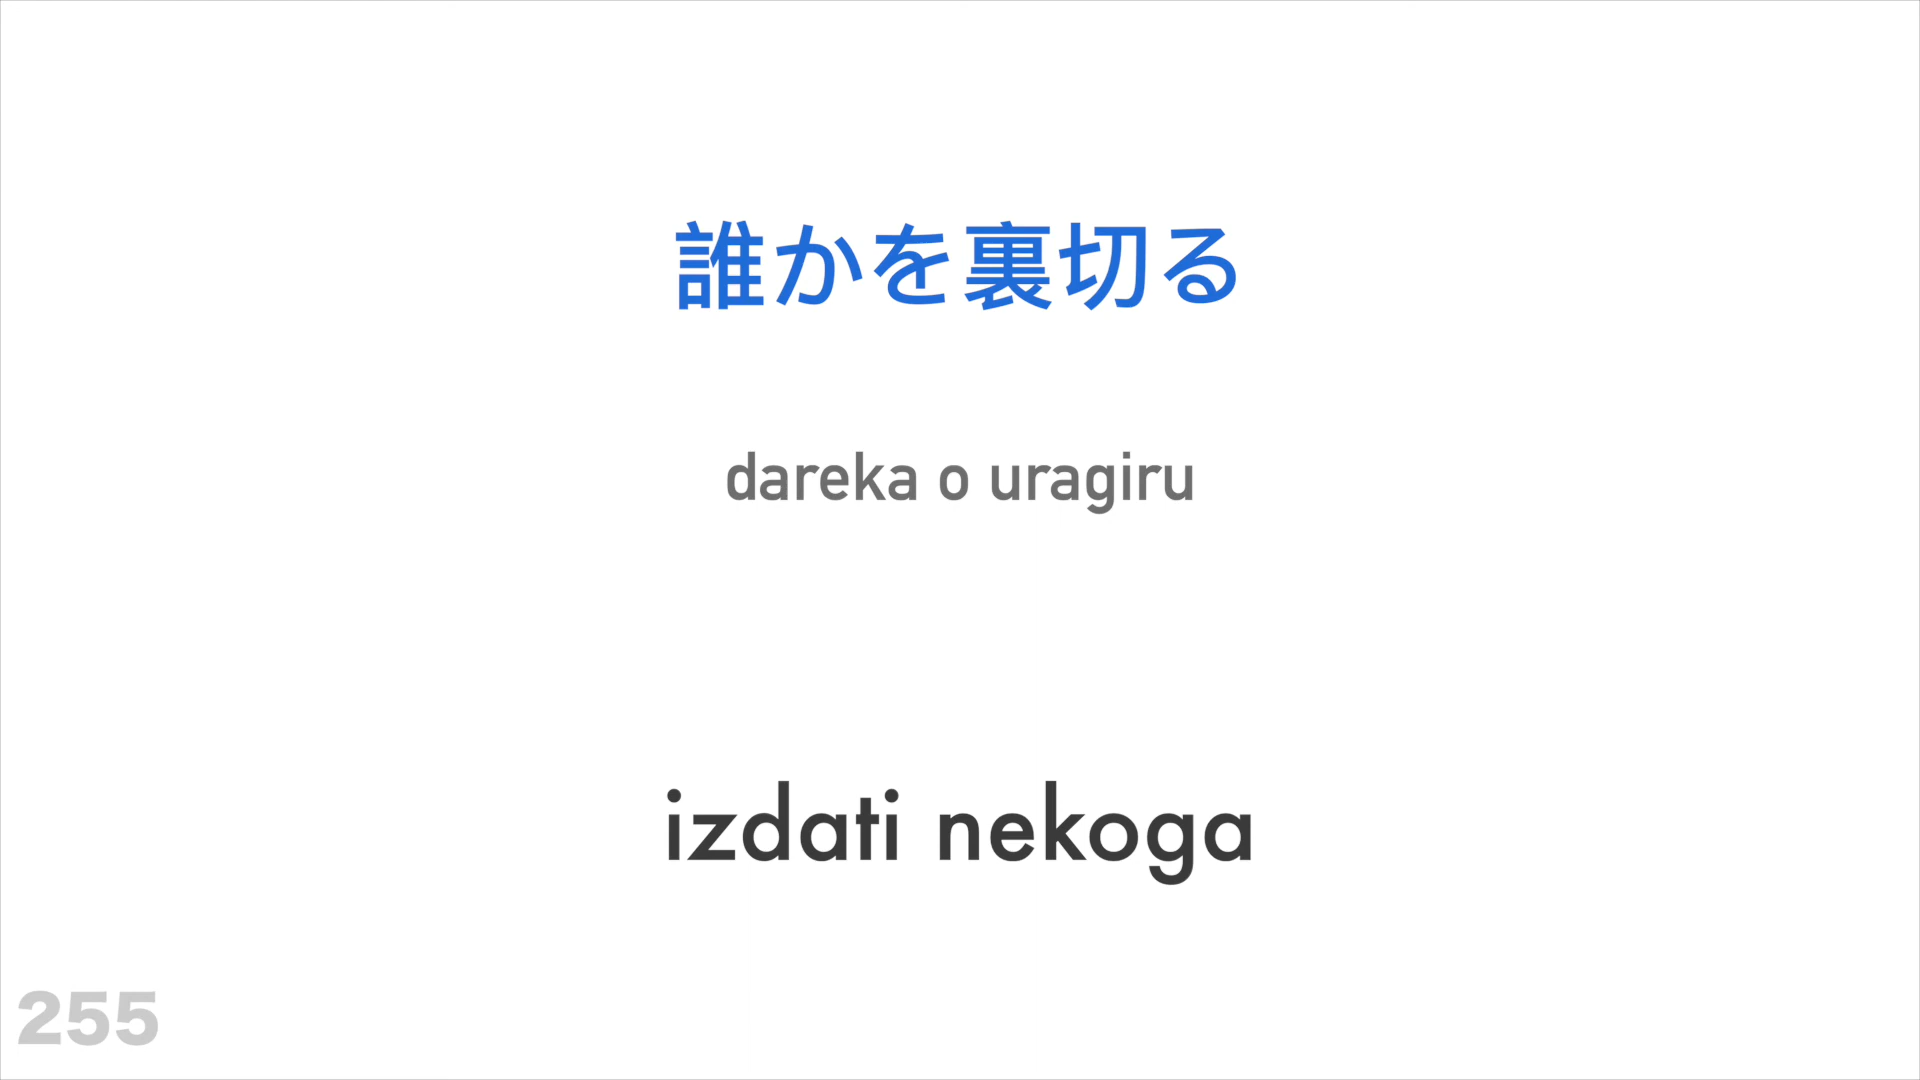 誰かを裏切る
dareka o uragiru
izdati nekoga
255